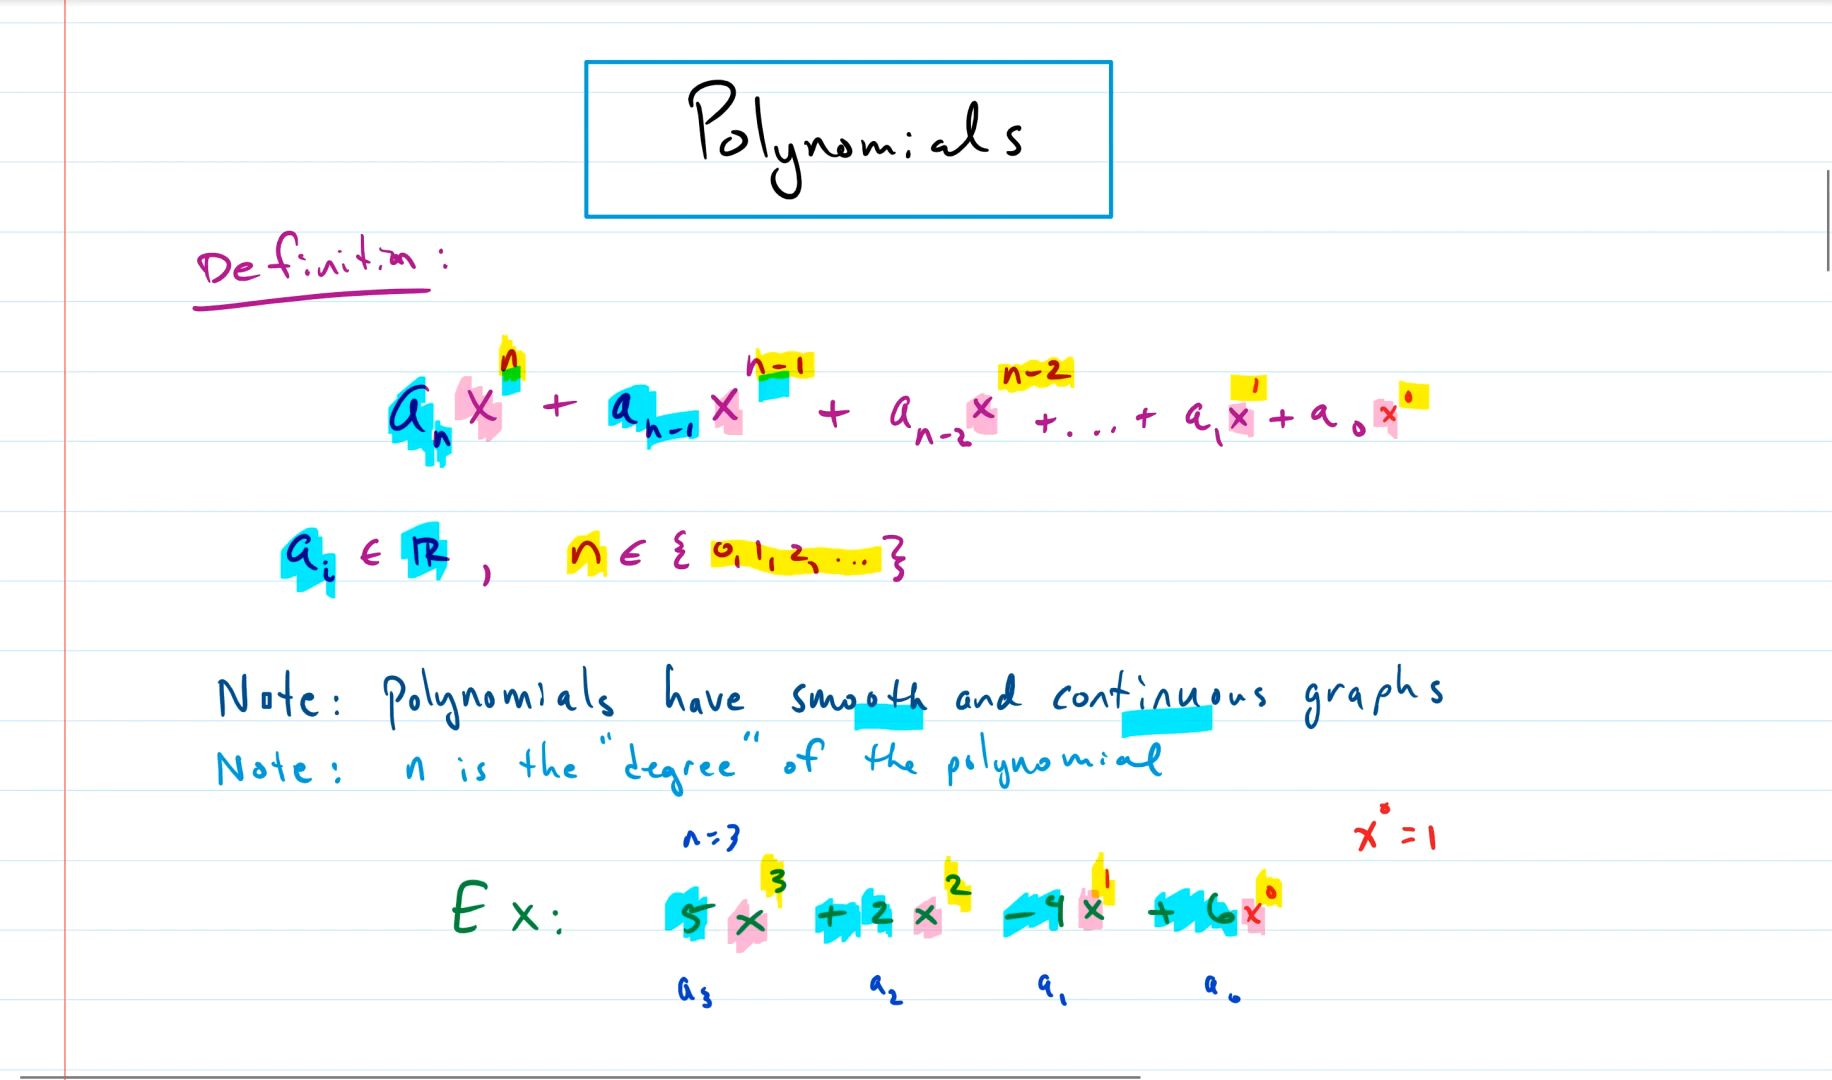 Polynomials
Definition:
aₙxⁿ + aₙ₋₁xⁿ⁻¹ + aₙ₋₂xⁿ⁻² + .... + a₁x¹ + a₀x⁰
aᵢ ∈ ℝ, n ∈ {0,1,2,...}
Note: Polynomials have smooth and continuous graphs
Note: n is the "degree" of the polynomial
n=3 x⁰=1
Ex: 5x³ +2x² -4x¹ +6x⁰
a₃ a₂ a₁ a₀